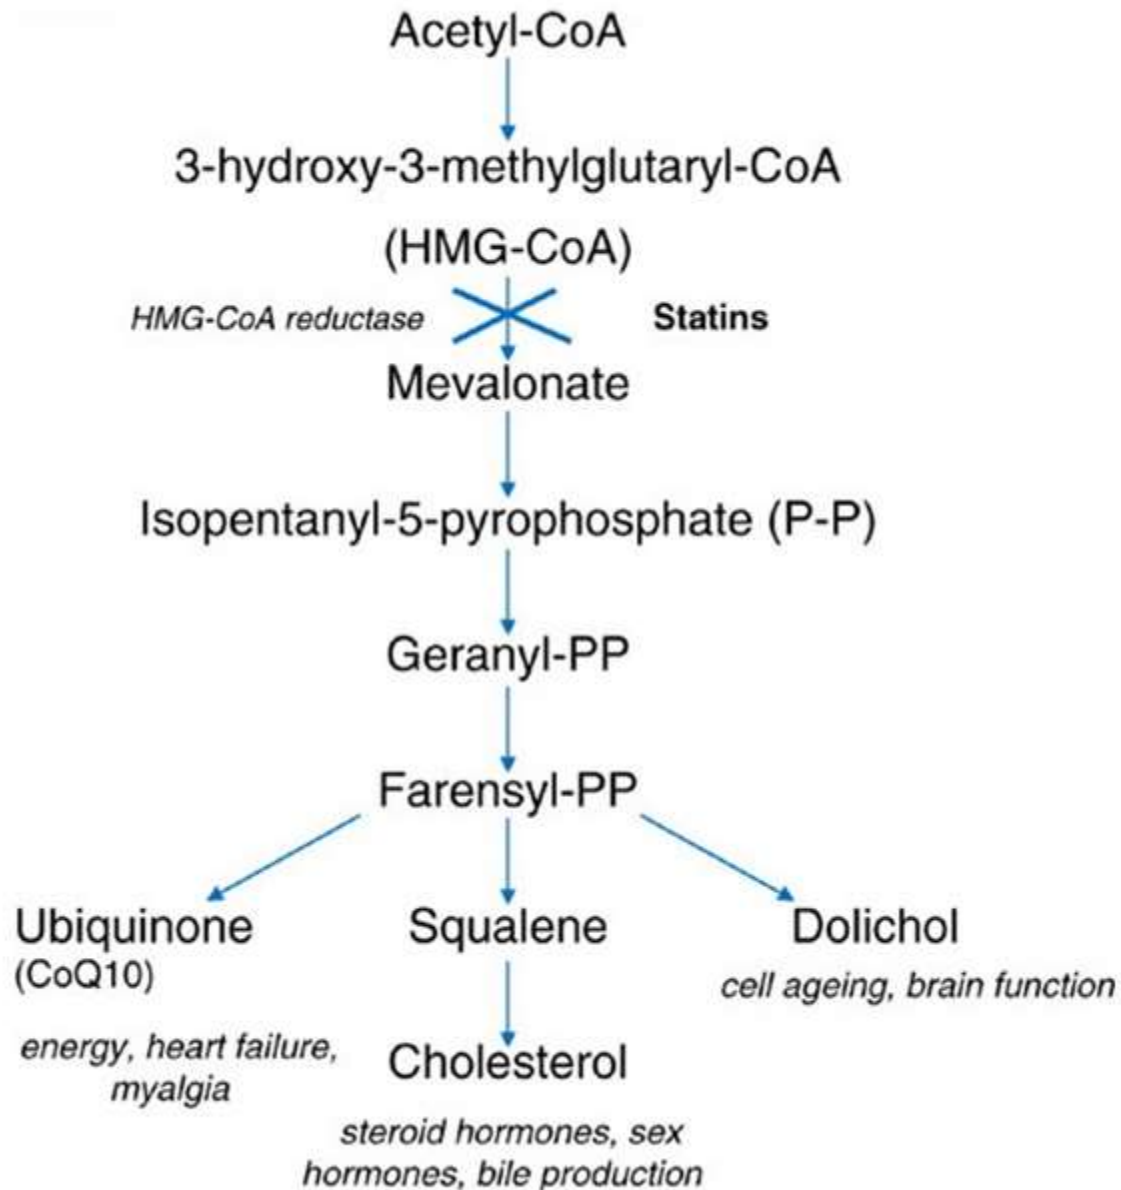 Acetyl-CoA
3-hydroxy-3-methylglutaryl-CoA
(HMG-CoA)
HMG-CoA reductase
Statins
Mevalonate
Isopentanyl-5-pyrophosphate (P-P)
Geranyl-PP
Farensyl-PP
Ubiquinone
(CoQ10)
energy, heart failure,
myalgia
Squalene
Cholesterol
steroid hormones, sex
hormones, bile production
Dolichol
cell ageing, brain function